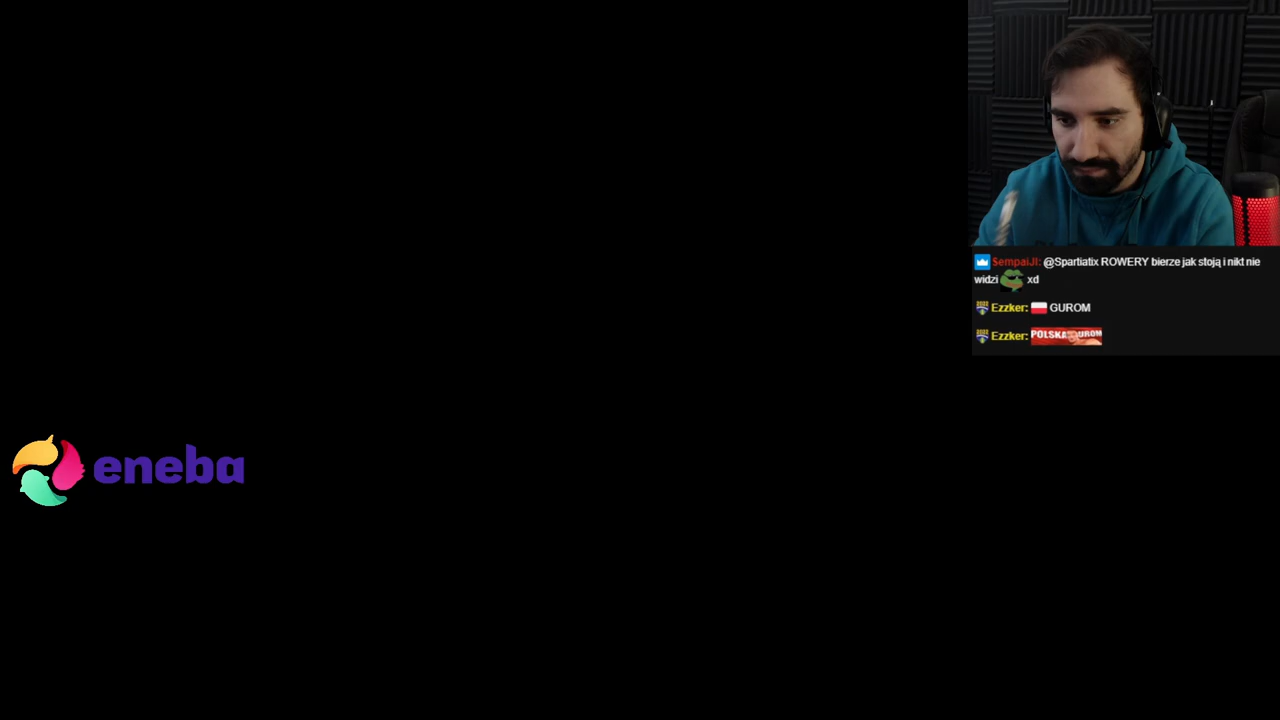 SempaiJI: @Spartiatix ROWERY bierze jak stoją i nikt nie
widzi xd
Ezzker: GUROM
Ezzker: POLSKA GUROM
eneba